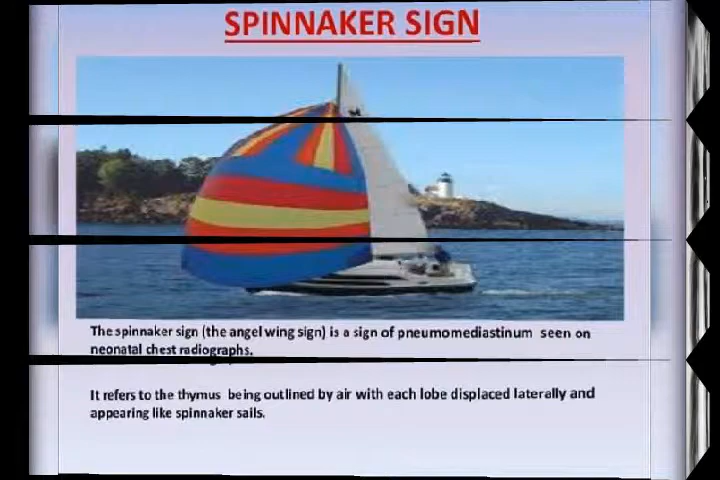 SPINNAKER SIGN
The spinnaker sign (the angel wing sign) is a sign of pneumomediastinum seen on
neonatal chest radiographs.
It refers to the thymus being outlined by air with each lobe displaced laterally and
appearing like spinnaker sails.